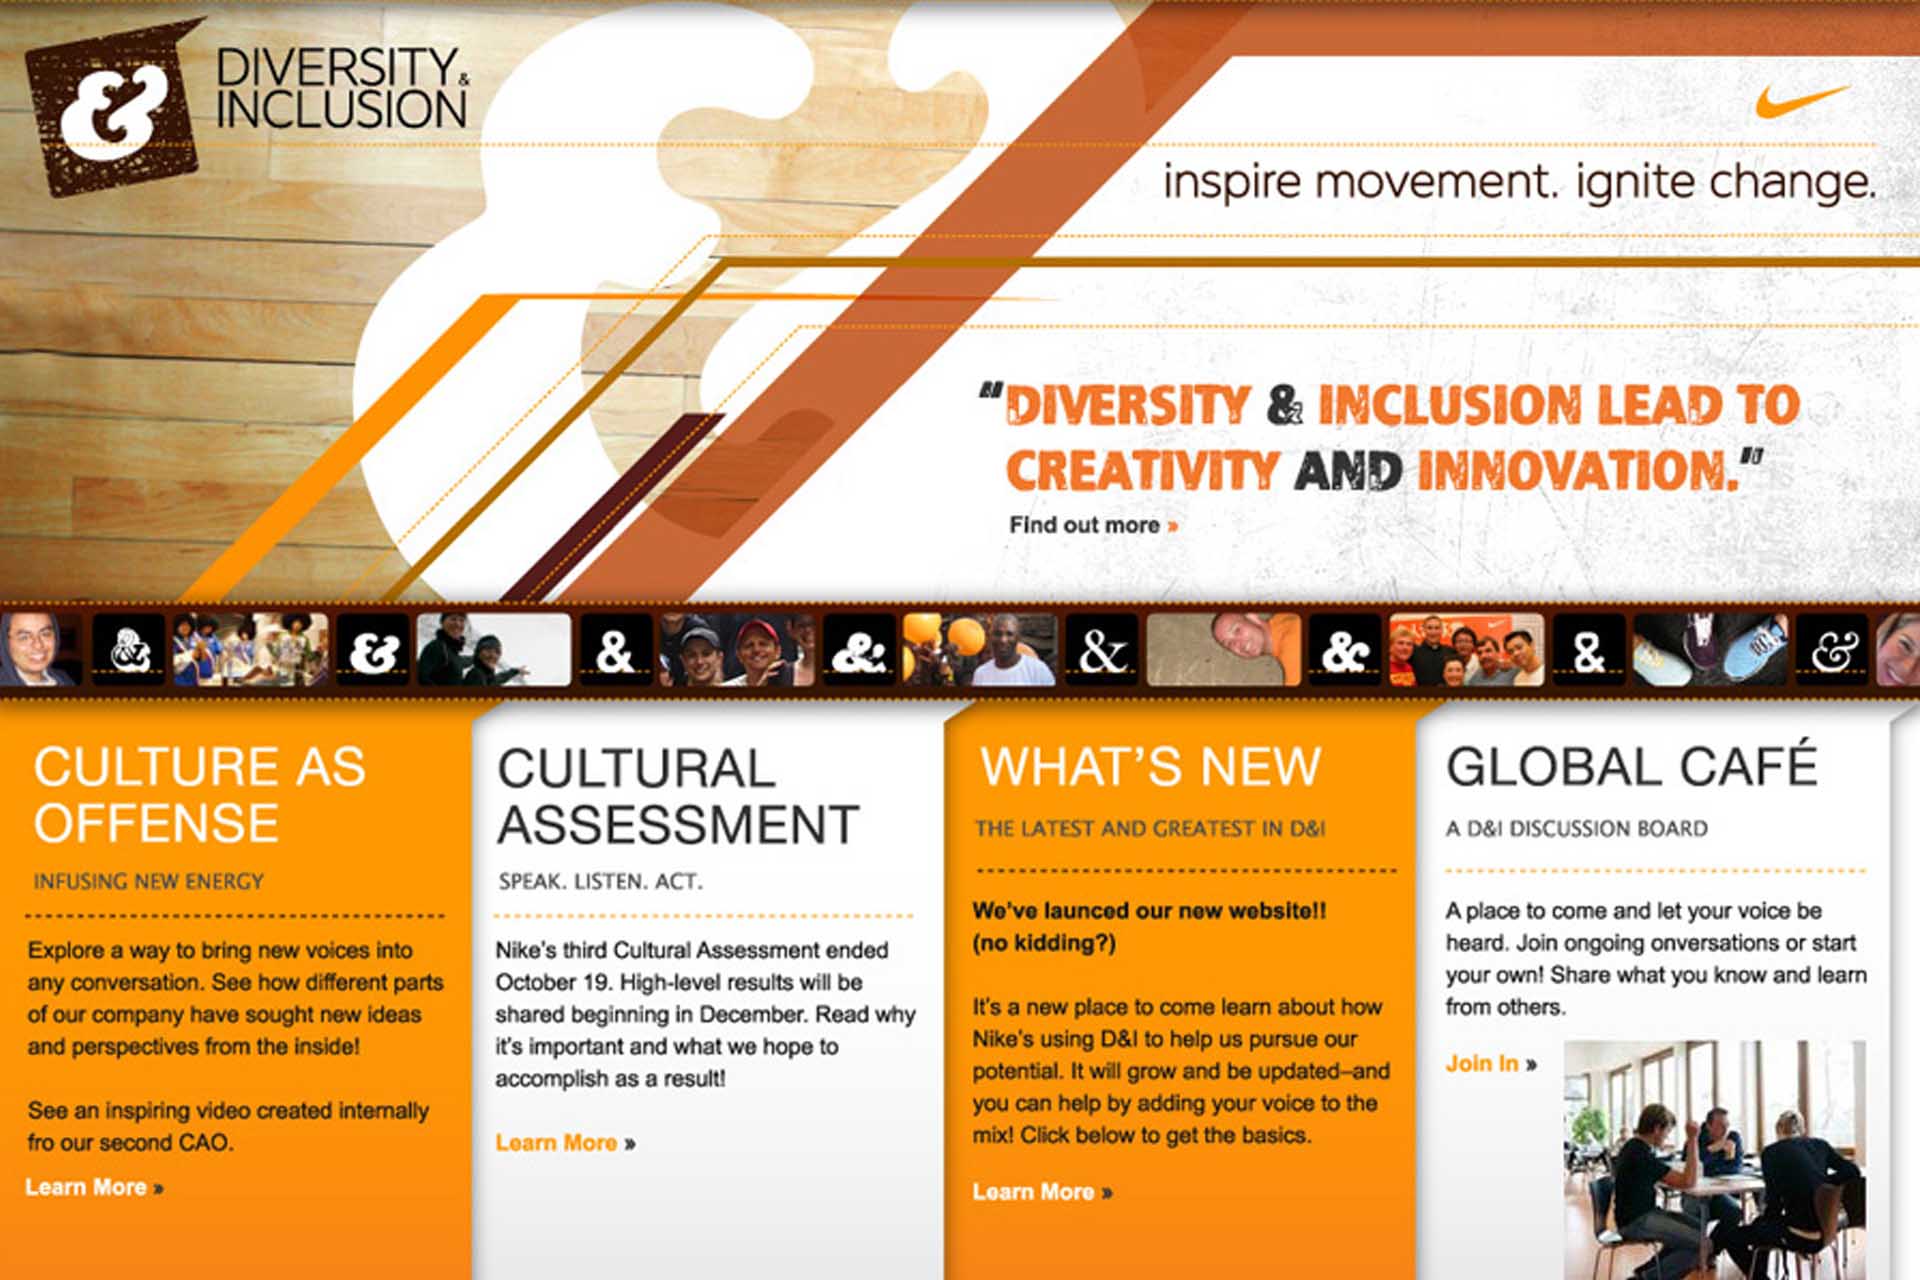 &
DIVERSITY &
INCLUSION
inspire movement. ignite change.
"DIVERSITY & INCLUSION LEAD TO
CREATIVITY AND INNOVATION."
Find out more »
& & & & & & & &
CULTURE AS
OFFENSE
INFUSING NEW ENERGY
Explore a way to bring new voices into
any conversation. See how different parts
of our company have sought new ideas
and perspectives from the inside!
See an inspiring video created internally
fro our second CAO.
Learn More »
CULTURAL
ASSESSMENT
SPEAK. LISTEN. ACT.
Nike's third Cultural Assessment ended
October 19. High-level results will be
shared beginning in December. Read why
it's important and what we hope to
accomplish as a result!
Learn More »
WHAT'S NEW
THE LATEST AND GREATEST IN D&I
We've launced our new website!!
(no kidding?)
It's a new place to come learn about how
Nike's using D&I to help us pursue our
potential. It will grow and be updated–and
you can help by adding your voice to the
mix! Click below to get the basics.
Learn More »
GLOBAL CAFÉ
A D&I DISCUSSION BOARD
A place to come and let your voice be
heard. Join ongoing onversations or start
your own! Share what you know and learn
from others.
Join In »